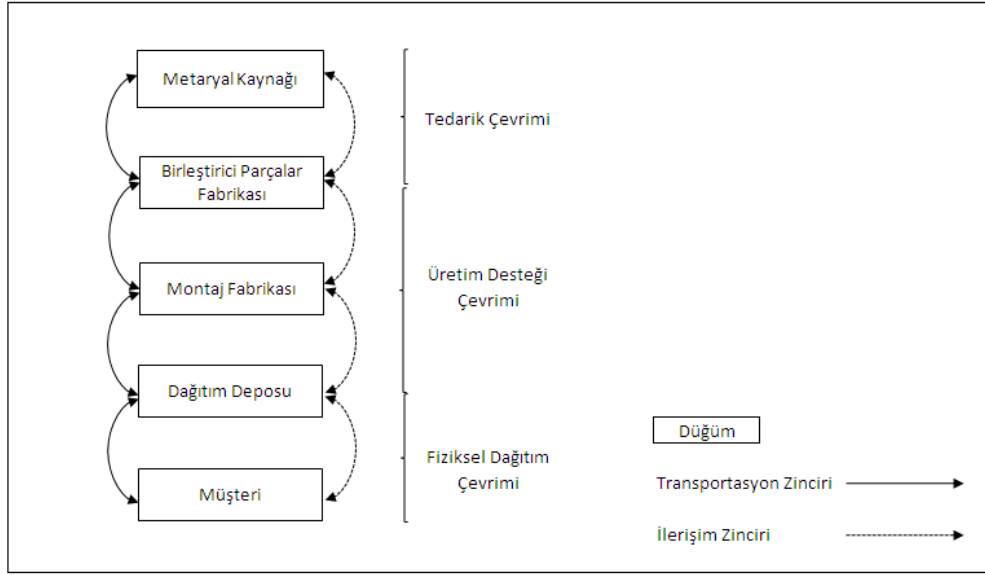 Metaryal Kaynağı
Tedarik Çevrimi
Birleştirici Parçalar
Fabrikası
Üretim Desteği
Çevrimi
Montaj Fabrikası
Dağıtım Deposu
Fiziksel Dağıtım
Çevrimi
Müşteri
Düğüm
Transportasyon Zinciri
İlerişim Zinciri